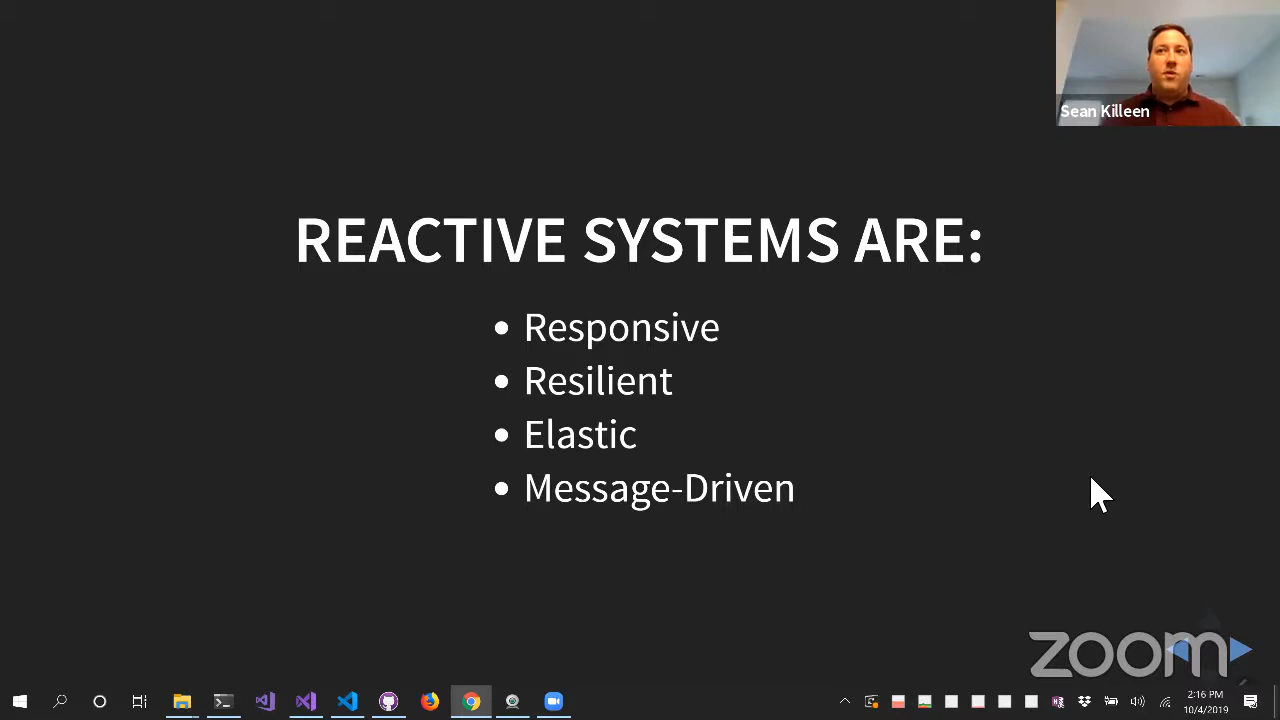 Sean Killeen
REACTIVE SYSTEMS ARE:
Responsive
Resilient
Elastic
Message-Driven
zoom
2:16 PM
10/4/2019